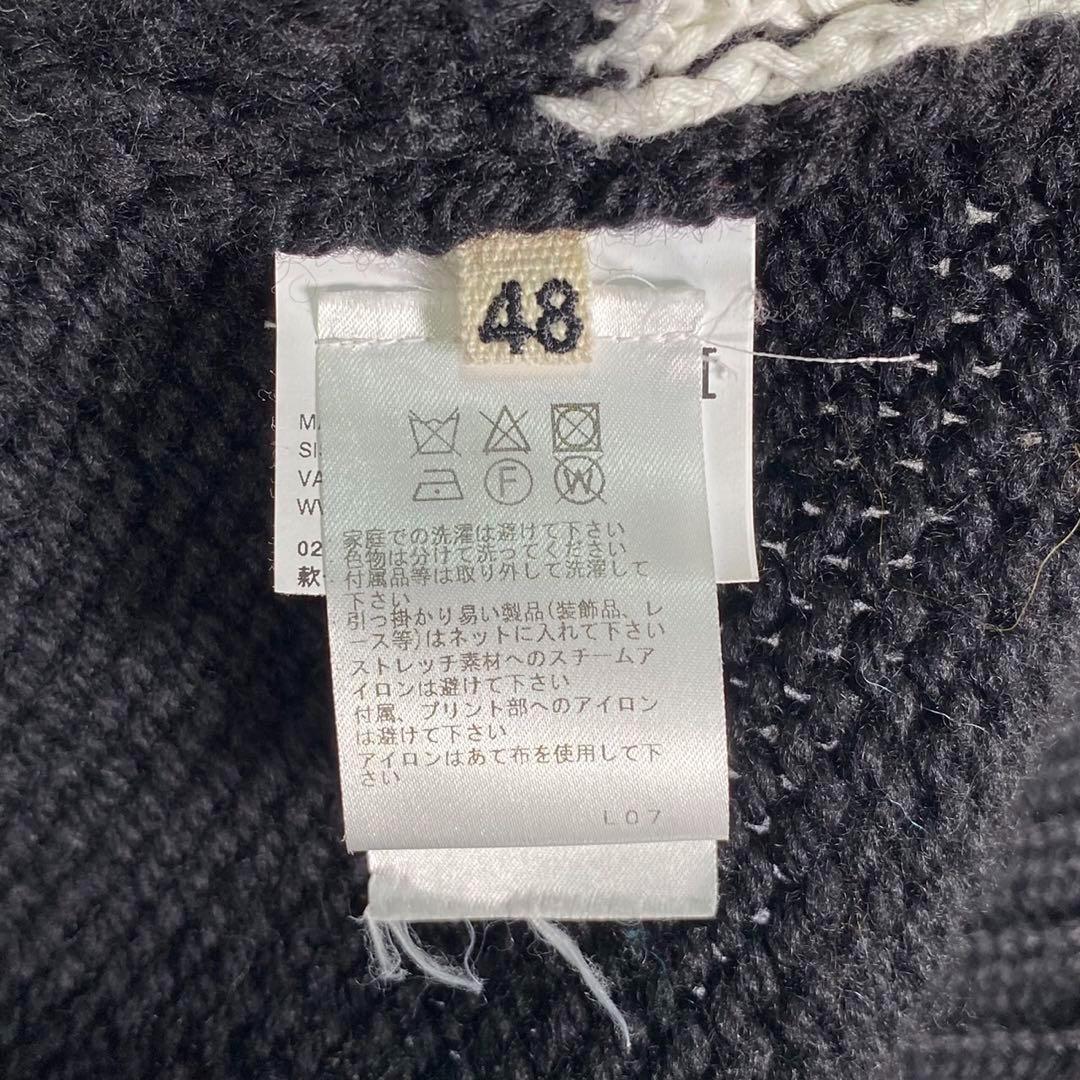 48
F
W
02
家庭での洗濯は避けて下さい
色物は分けて洗ってください
付属品等は取り外して洗濯して
下さい
引っ掛かり易い製品(装飾品、レ
ース等)はネットに入れて下さい
ストレッチ素材へのスチームア
イロンは避けて下さい
付属、プリント部へのアイロン
は避けて下さい
アイロンはあて布を使用して下
さい
L07